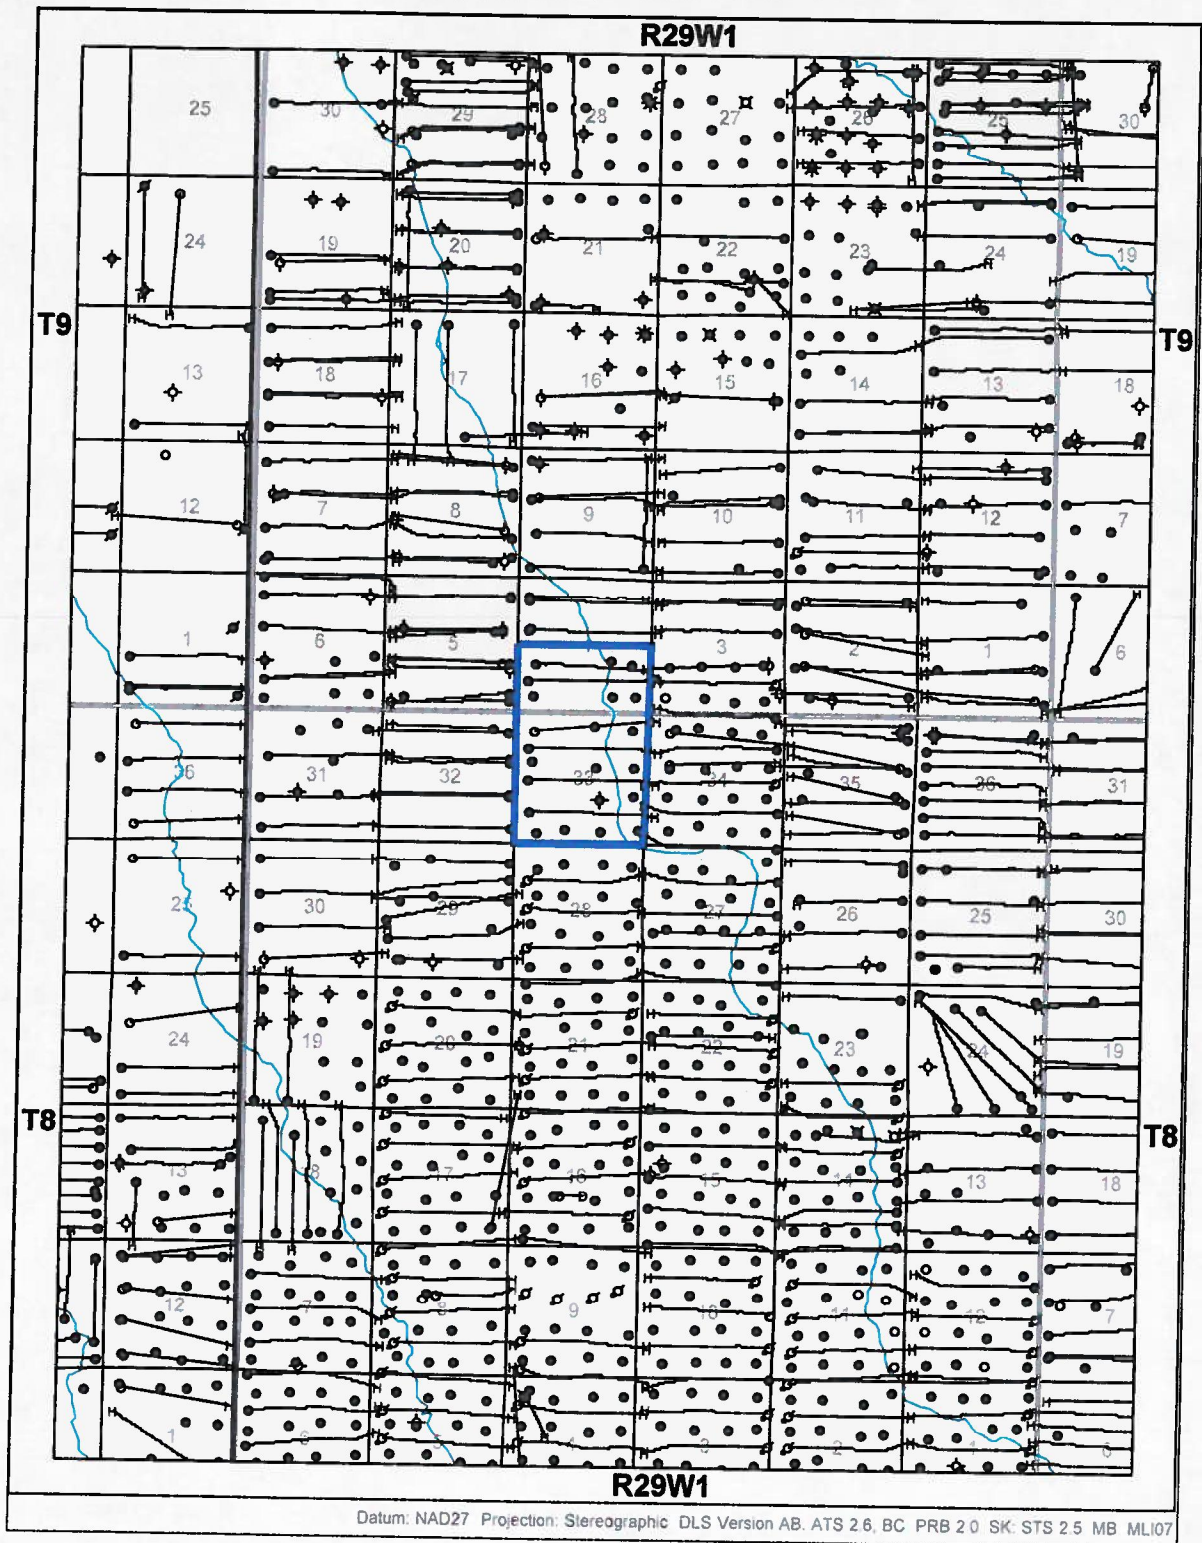 R29W1
25 30 29 28 27 26 25 30
24 19 20 21 22 23 24 19
T9 T9
13 18 17 16 15 14 13 18
12 7 8 9 10 11 12 7
1 6 5 3 2 1 6
36 31 32 33 34 35 36 31
25 30 29 28 27 26 25 30
24 19 20 21 22 23 24 19
T8 T8
13 18 17 16 15 14 13 18
12 7 8 9 10 11 12 7
1 6 5 4 3 2 1 6
R29W1
Datum: NAD27 Projection: Stereographic DLS Version AB. ATS 2.6, BC PRB 2.0 SK: STS 2.5 MB MLI07